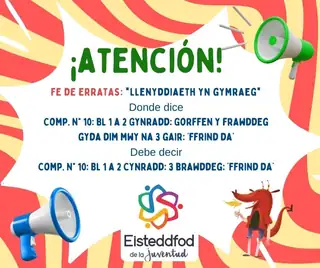 ¡ATENCIÓN!
FE DE ERRATAS: "LLENYDDIAETH YN GYMRAEG"
Donde dice
COMP. N° 10: BL 1 A 2 GYNRADD: GORFFEN Y FRAWDDEG
GYDA DIM MWY NA 3 GAIR: 'FFRIND DA'
Debe decir
COMP. N° 10: BL 1 A 2 CYNRADD: 3 BRAWDDEG: 'FFRIND DA'
Eisteddfod
de la Juventud